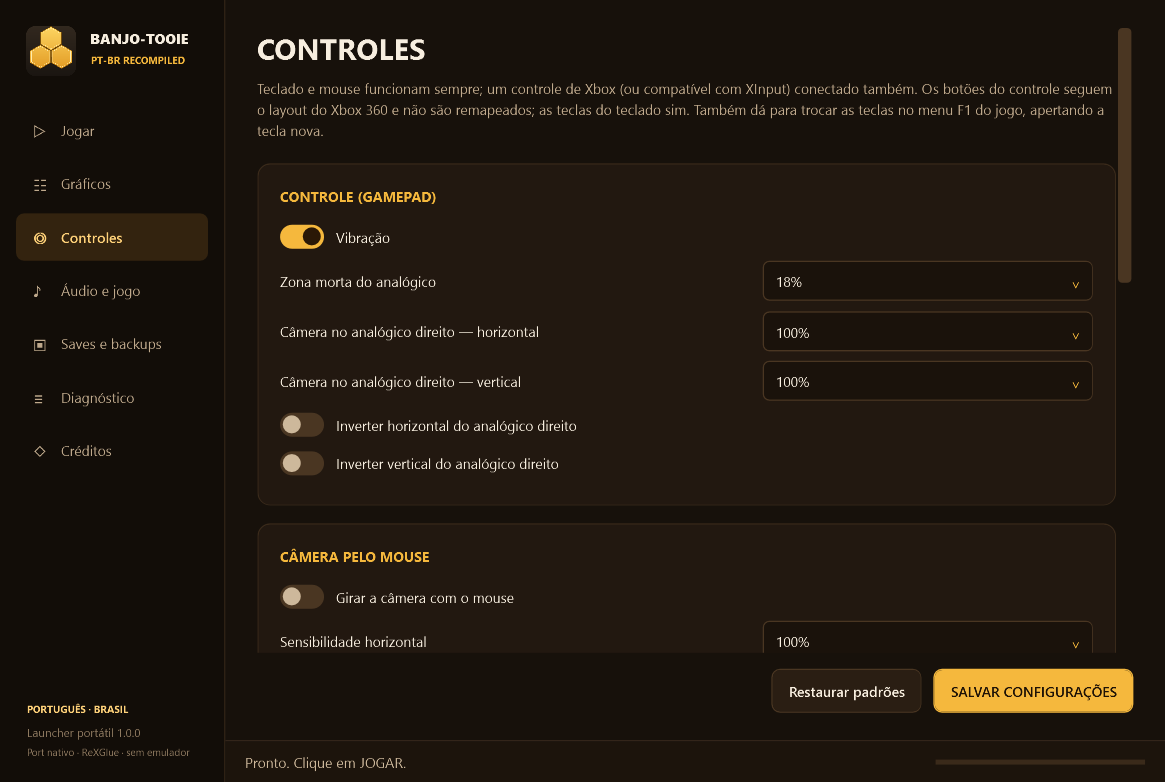 BANJO-TOOIE
PT-BR RECOMPILED
Jogar
Gráficos
Controles
Áudio e jogo
Saves e backups
Diagnóstico
Créditos
PORTUGUÊS · BRASIL
Launcher portátil 1.0.0
Port nativo · ReXGlue · sem emulador
CONTROLES
Teclado e mouse funcionam sempre; um controle de Xbox (ou compatível com XInput) conectado também. Os botões do controle seguem
o layout do Xbox 360 e não são remapeados; as teclas do teclado sim. Também dá para trocar as teclas no menu F1 do jogo, apertando a
tecla nova.
CONTROLE (GAMEPAD)
Vibração
Zona morta do analógico 18%
Câmera no analógico direito — horizontal 100%
Câmera no analógico direito — vertical 100%
Inverter horizontal do analógico direito
Inverter vertical do analógico direito
CÂMERA PELO MOUSE
Girar a câmera com o mouse
Sensibilidade horizontal 100%
Restaurar padrões SALVAR CONFIGURAÇÕES
Pronto. Clique em JOGAR.